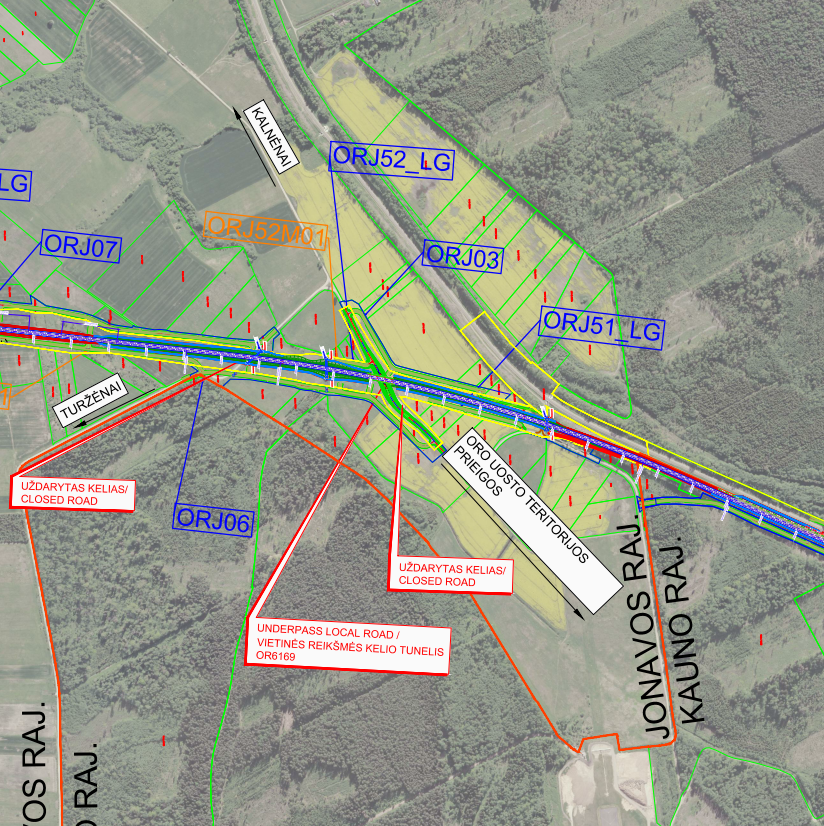 KALNĖNAI
ORJ52_LG
LG
ORJ52M01
ORJ07
ORJ03
ORJ51_LG
TURŽĖNAI
ORO UOSTO TERITORIJOS
PRIEIGOS
UŽDARYTAS KELIAS/
CLOSED ROAD
ORJ06
UŽDARYTAS KELIAS/
CLOSED ROAD
UNDERPASS LOCAL ROAD /
VIETINĖS REIKŠMĖS KELIO TUNELIS
OR6169
JONAVOS RAJ.
KAUNO RAJ.
VOS RAJ.
O RAJ.